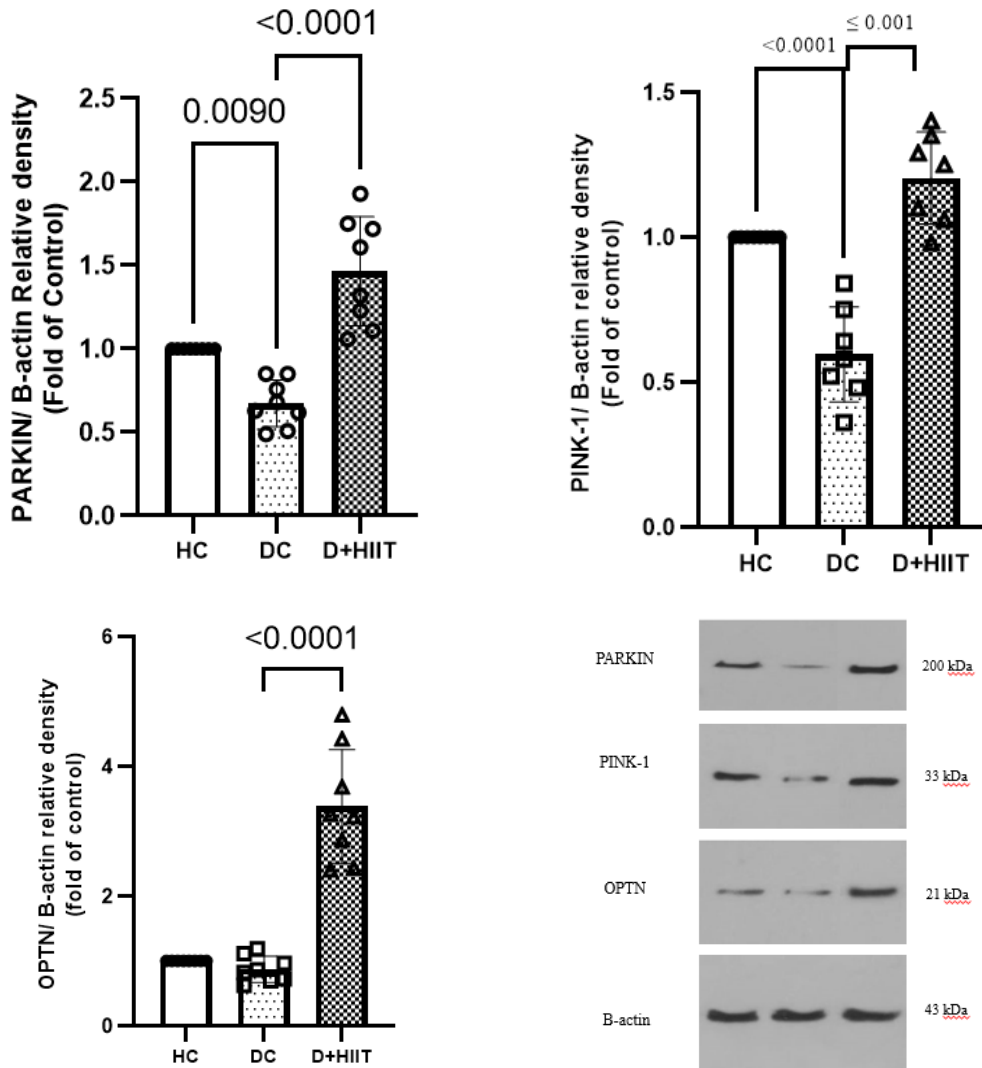 <0.0001
0.0090
PARKIN/ B-actin Relative density
(Fold of Control)
2.5
2.0
1.5
1.0
0.5
0.0
HC DC D+HIIT
≤ 0.001
<0.0001
PINK-1/ B-actin relative density
(Fold of control)
1.5
1.0
0.5
0.0
HC DC D+HIIT
<0.0001
OPTN/ B-actin relative density
(fold of control)
6
4
2
0
HC DC D+HIIT
PARKIN 200 kDa
PINK-1 33 kDa
OPTN 21 kDa
B-actin 43 kDa